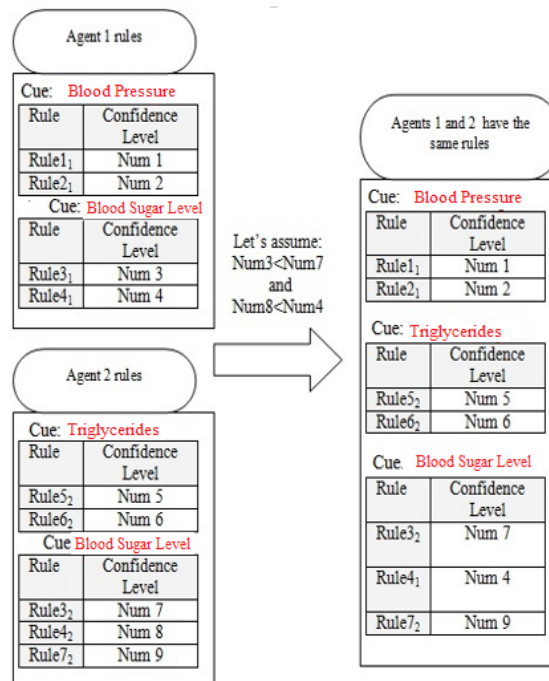 Agent 1 rules
Cue: Blood Pressure
Rule Confidence
Level
Rule1₁ Num 1
Rule2₁ Num 2
Cue: Blood Sugar Level
Rule Confidence
Level
Rule3₁ Num 3
Rule4₁ Num 4
Agent 2 rules
Cue: Triglycerides
Rule Confidence
Level
Rule5₂ Num 5
Rule6₂ Num 6
Cue Blood Sugar Level
Rule Confidence
Level
Rule3₂ Num 7
Rule4₂ Num 8
Rule7₂ Num 9
Let's assume:
Num3<Num7
and
Num8<Num4
Agents 1 and 2 have the
same rules
Cue: Blood Pressure
Rule Confidence
Level
Rule1₁ Num 1
Rule2₁ Num 2
Cue: Triglycerides
Rule Confidence
Level
Rule5₂ Num 5
Rule6₂ Num 6
Cue. Blood Sugar Level
Rule Confidence
Level
Rule3₂ Num 7
Rule4₁ Num 4
Rule7₂ Num 9